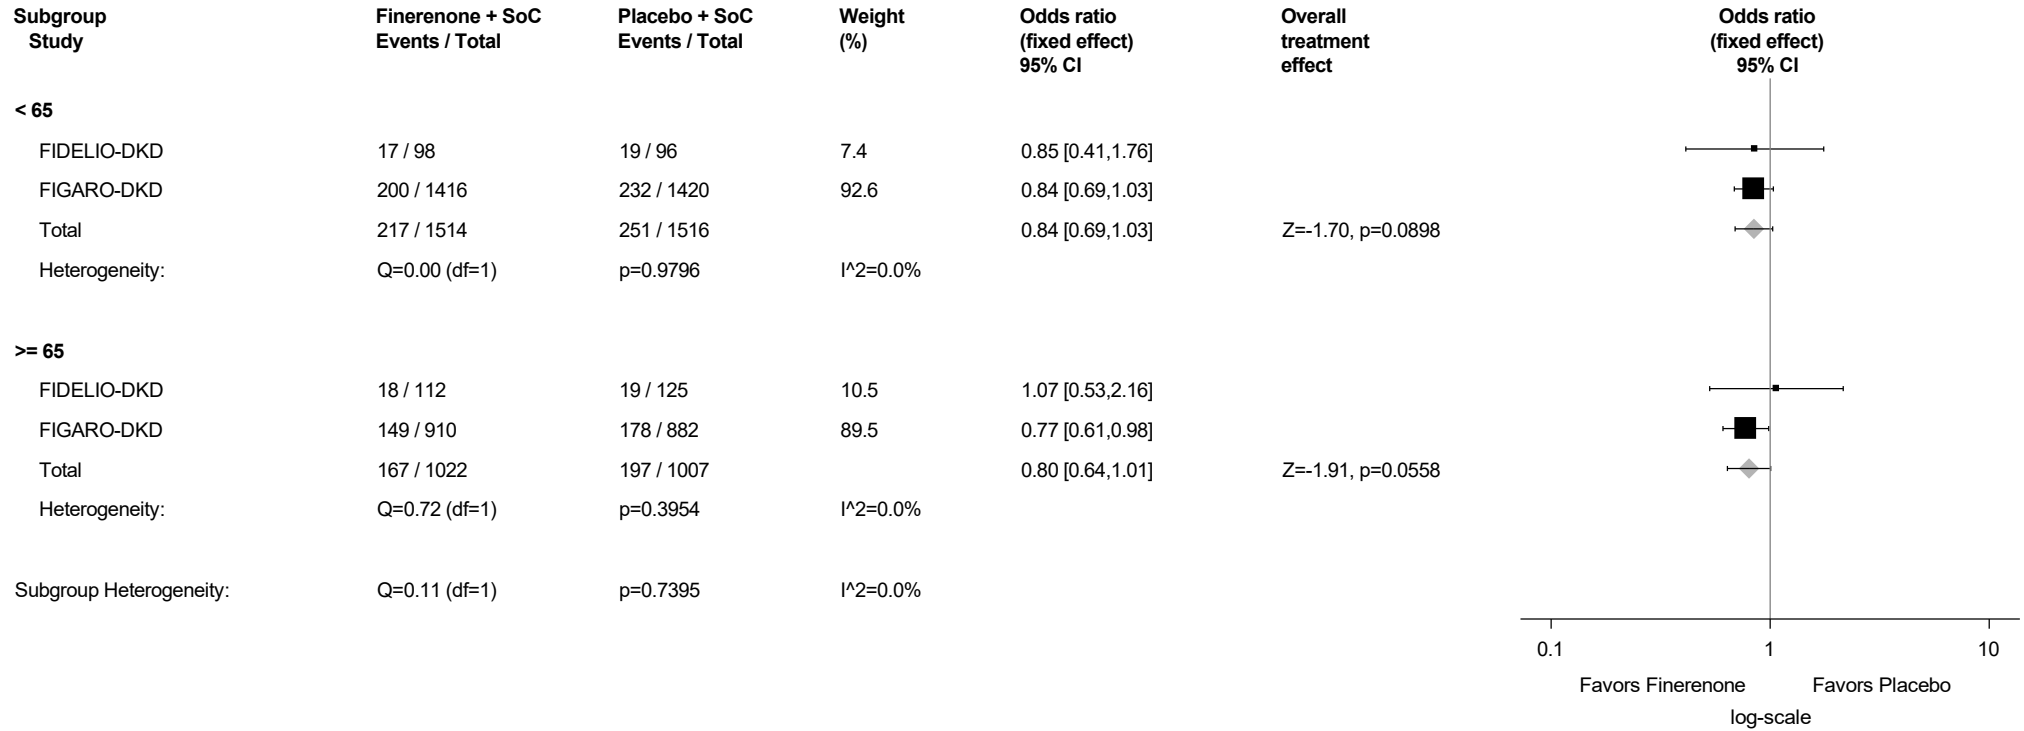 Subgroup Finerenone + SoC Placebo + SoC Weight Odds ratio Overall Odds ratio
Study Events / Total Events / Total (%) (fixed effect) treatment (fixed effect)
95% CI effect 95% CI
< 65
FIDELIO-DKD 17 / 98 19 / 96 7.4 0.85 [0.41,1.76]
FIGARO-DKD 200 / 1416 232 / 1420 92.6 0.84 [0.69,1.03]
Total 217 / 1514 251 / 1516 0.84 [0.69,1.03] Z=-1.70, p=0.0898
Heterogeneity: Q=0.00 (df=1) p=0.9796 I^2=0.0%
>= 65
FIDELIO-DKD 18 / 112 19 / 125 10.5 1.07 [0.53,2.16]
FIGARO-DKD 149 / 910 178 / 882 89.5 0.77 [0.61,0.98]
Total 167 / 1022 197 / 1007 0.80 [0.64,1.01] Z=-1.91, p=0.0558
Heterogeneity: Q=0.72 (df=1) p=0.3954 I^2=0.0%
Subgroup Heterogeneity: Q=0.11 (df=1) p=0.7395 I^2=0.0%
0.1 1 10
Favors Finerenone Favors Placebo
log-scale